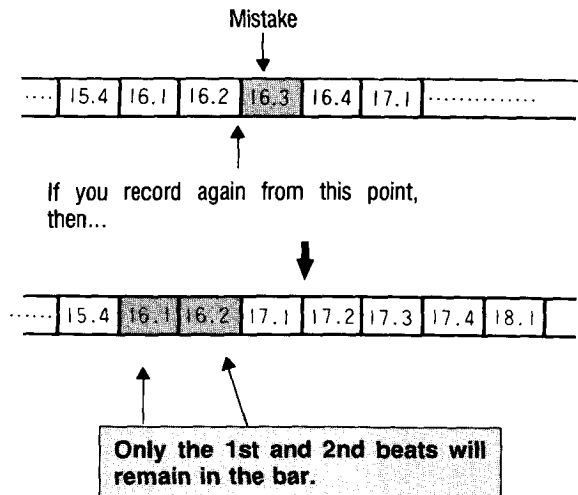 Mistake
..... 15.4 16.1 16.2 16.3 16.4 17.1 ..............
If you record again from this point,
then...
...... 15.4 16.1 16.2 17.1 17.2 17.3 17.4 18.1
Only the 1st and 2nd beats will
remain in the bar.